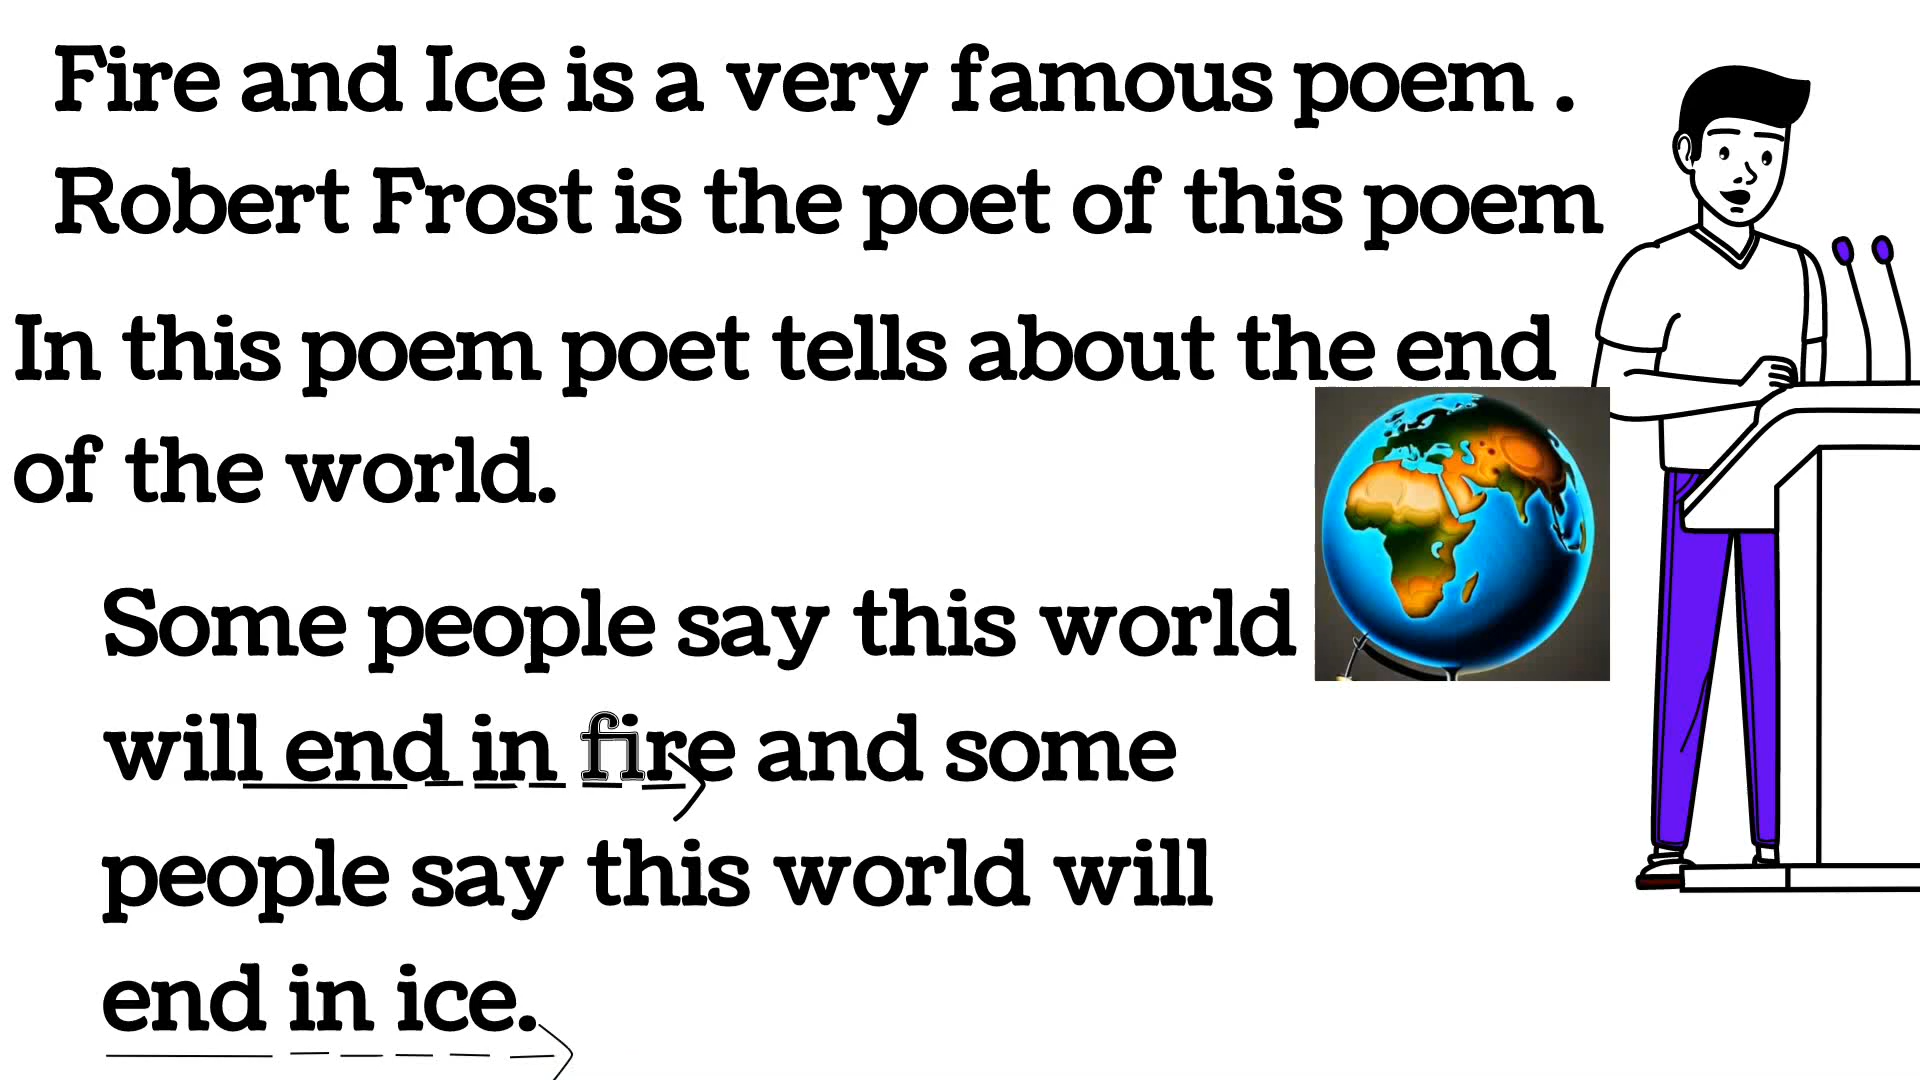 Fire and Ice is a very famous poem .
Robert Frost is the poet of this poem
In this poem poet tells about the end
of the world.
Some people say this world
will end in fire and some
people say this world will
end in ice.